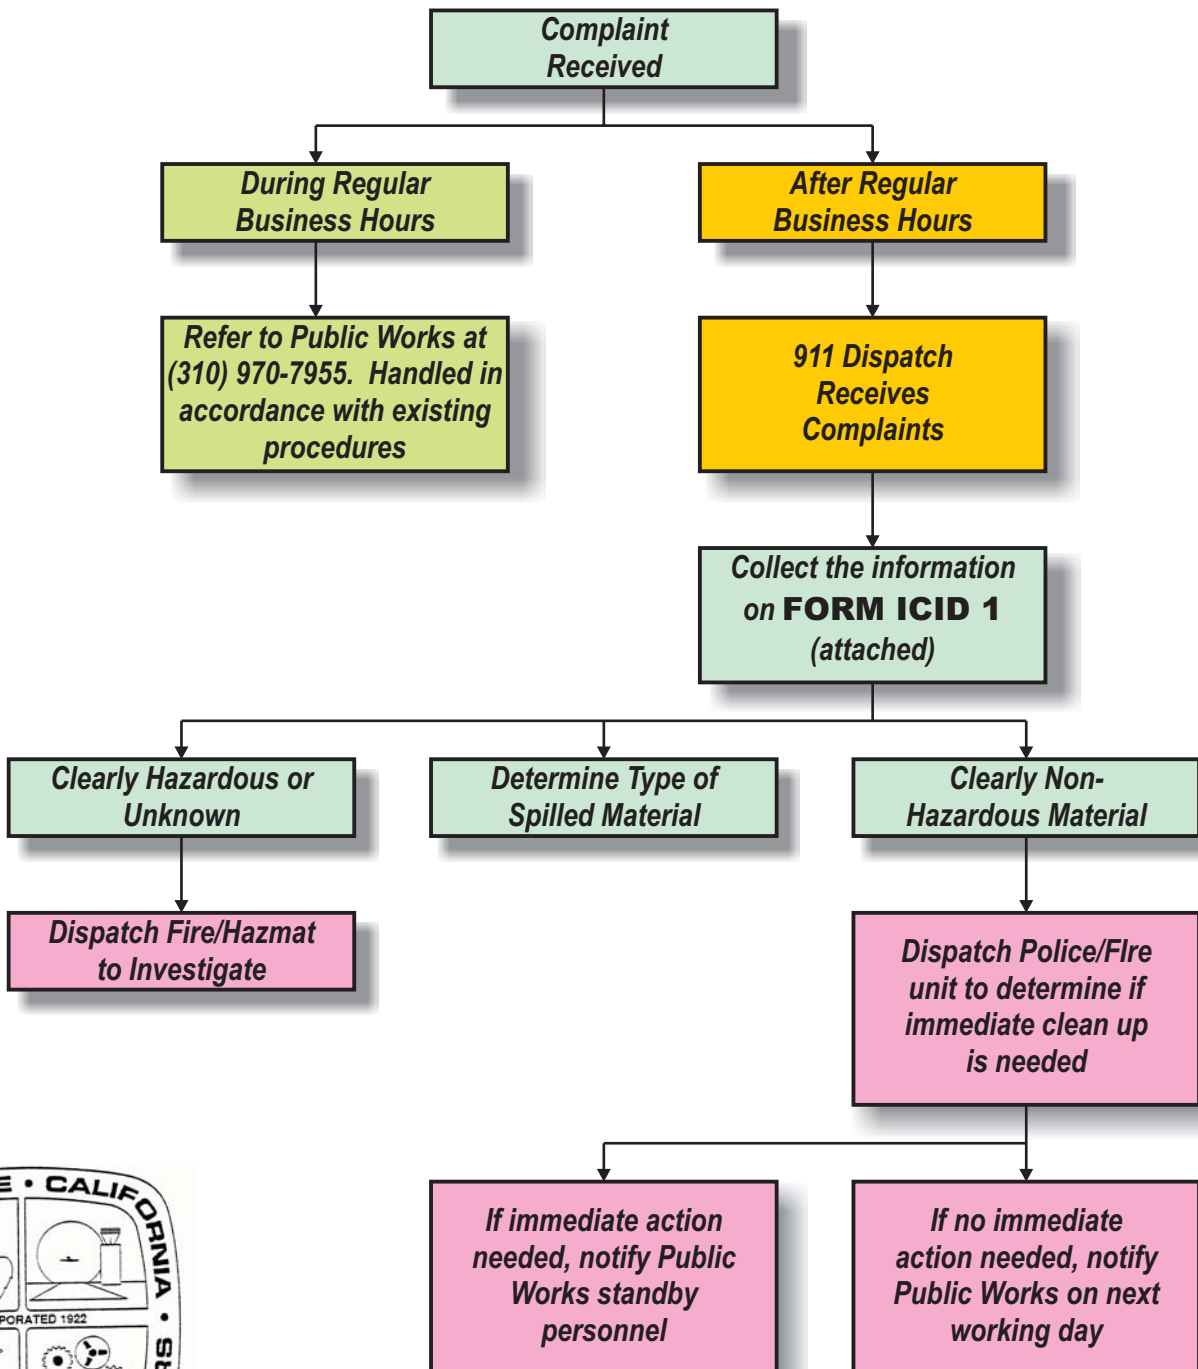 Complaint
Received
During Regular
Business Hours
After Regular
Business Hours
Refer to Public Works at
(310) 970-7955. Handled in
accordance with existing
procedures
911 Dispatch
Receives
Complaints
Collect the information
on FORM ICID 1
(attached)
Clearly Hazardous or
Unknown
Determine Type of
Spilled Material
Clearly Non-
Hazardous Material
Dispatch Fire/Hazmat
to Investigate
Dispatch Police/FIre
unit to determine if
immediate clean up
is needed
If immediate action
needed, notify Public
Works standby
personnel
If no immediate
action needed, notify
Public Works on next
working day
E • CALIFORNIA •
PORATED 1922